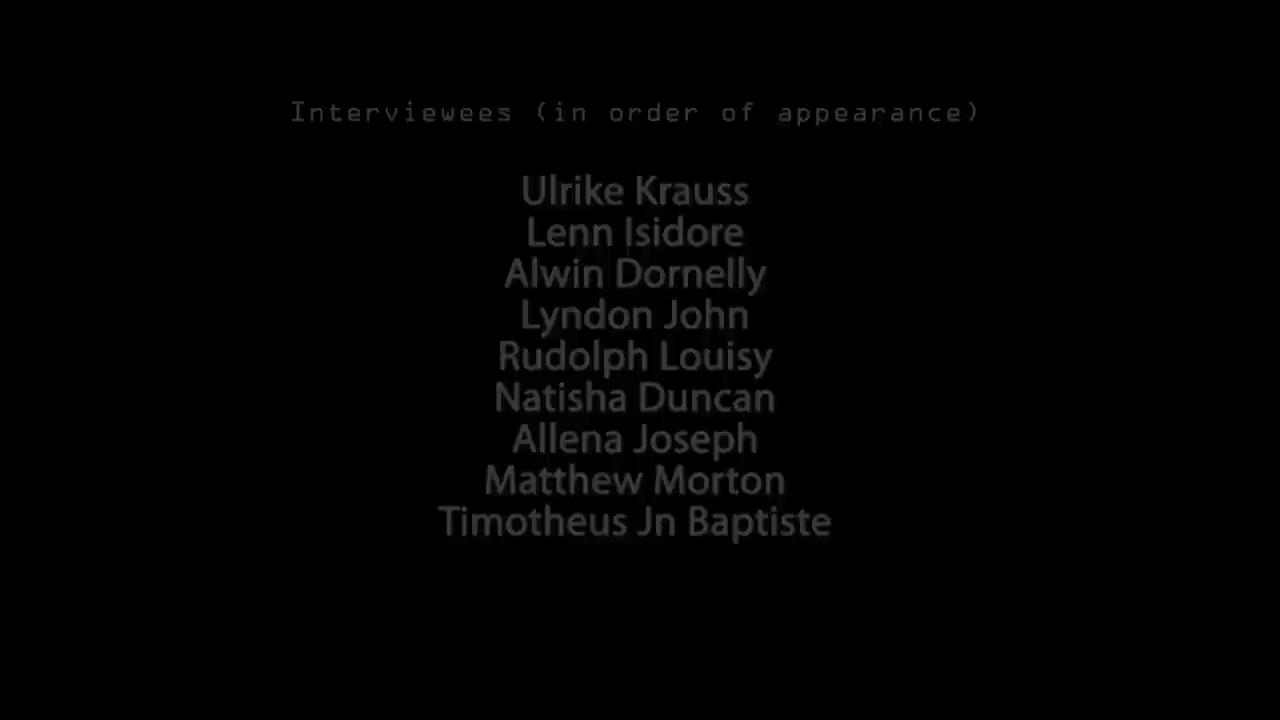 Interviewees (in order of appearance)
Ulrike Krauss
Lenn Isidore
Alwin Dornelly
Lyndon John
Rudolph Louisy
Natisha Duncan
Allena Joseph
Matthew Morton
Timotheus Jn Baptiste